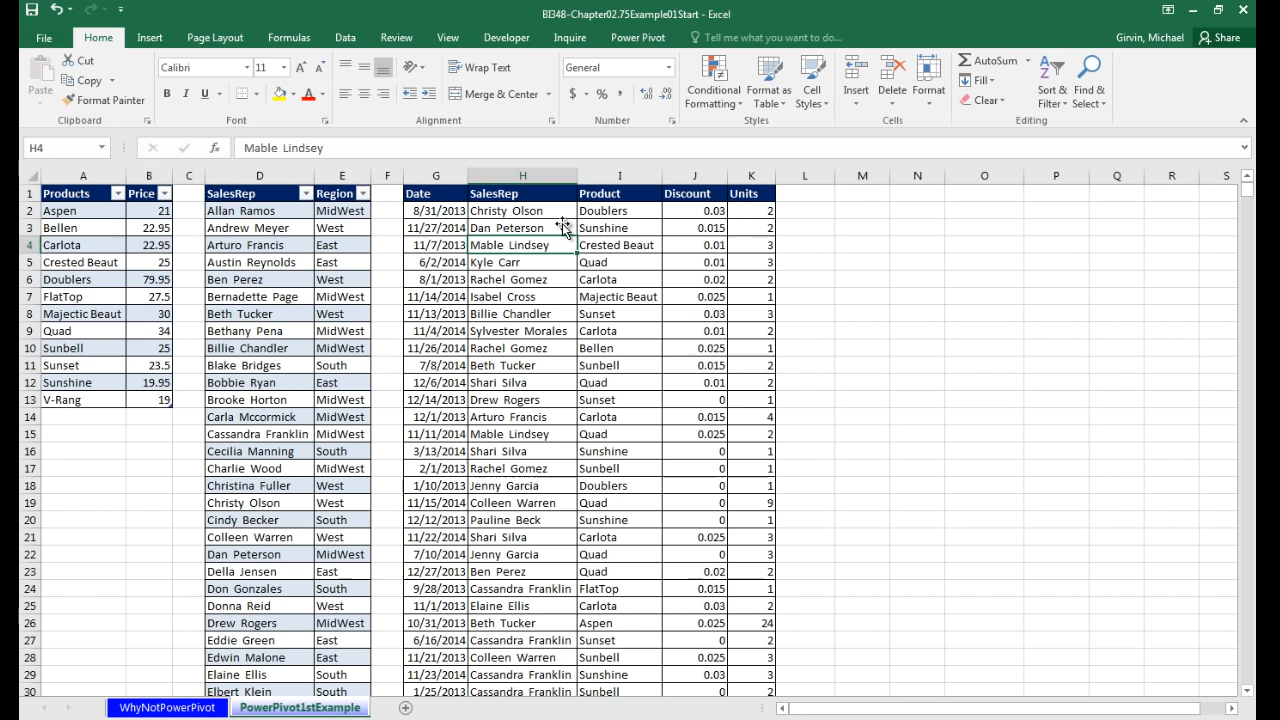 BI348-Chapter02.75Example01Start - Excel
File Home Insert Page Layout Formulas Data Review View Developer Inquire Power Pivot Tell me what you want to do... Girvin, Michael Share
Paste Cut Copy Format Painter Clipboard
Calibri 11 B I U A A A Font
Wrap Text Merge & Center Alignment
General $ % , Number
Conditional Formatting Format as Table Cell Styles Styles
Insert Delete Format Cells
AutoSum Fill Clear Sort & Filter Find & Select Editing
H4 fx Mable Lindsey
A B C D E F G H I J K L M N O P Q R S
1 Products Price SalesRep Region Date SalesRep Product Discount Units
2 Aspen 21 Allan Ramos MidWest 8/31/2013 Christy Olson Doublers 0.03 2
3 Bellen 22.95 Andrew Meyer West 11/27/2014 Dan Peterson Sunshine 0.015 2
4 Carlota 22.95 Arturo Francis East 11/7/2013 Mable Lindsey Crested Beaut 0.01 3
5 Crested Beaut 25 Austin Reynolds East 6/2/2014 Kyle Carr Quad 0.01 3
6 Doublers 79.95 Ben Perez West 8/1/2013 Rachel Gomez Carlota 0.02 2
7 FlatTop 27.5 Bernadette Page MidWest 11/14/2014 Isabel Cross Majectic Beaut 0.025 1
8 Majectic Beaut 30 Beth Tucker West 11/13/2013 Billie Chandler Sunset 0.03 3
9 Quad 34 Bethany Pena MidWest 11/4/2014 Sylvester Morales Carlota 0.01 2
10 Sunbell 25 Billie Chandler MidWest 11/26/2014 Rachel Gomez Bellen 0.025 1
11 Sunset 23.5 Blake Bridges South 7/8/2014 Beth Tucker Sunbell 0.015 2
12 Sunshine 19.95 Bobbie Ryan East 12/6/2014 Shari Silva Quad 0.01 2
13 V-Rang 19 Brooke Horton MidWest 12/14/2013 Drew Rogers Sunset 0 1
14 Carla Mccormick MidWest 12/1/2013 Arturo Francis Carlota 0.015 4
15 Cassandra Franklin MidWest 11/11/2014 Mable Lindsey Quad 0.025 2
16 Cecilia Manning South 3/13/2014 Shari Silva Sunshine 0 1
17 Charlie Wood MidWest 2/1/2013 Rachel Gomez Sunbell 0 1
18 Christina Fuller West 1/10/2013 Jenny Garcia Doublers 0 1
19 Christy Olson West 11/15/2014 Colleen Warren Quad 0 9
20 Cindy Becker South 12/12/2013 Pauline Beck Sunshine 0 1
21 Colleen Warren West 11/22/2014 Shari Silva Carlota 0.025 3
22 Dan Peterson MidWest 7/10/2014 Jenny Garcia Quad 0 3
23 Della Jensen East 12/27/2013 Ben Perez Quad 0.02 2
24 Don Gonzales South 9/28/2013 Cassandra Franklin FlatTop 0.015 1
25 Donna Reid West 11/1/2013 Elaine Ellis Carlota 0.03 2
26 Drew Rogers MidWest 10/31/2013 Beth Tucker Aspen 0.025 24
27 Eddie Green East 6/16/2014 Cassandra Franklin Sunset 0 2
28 Edwin Malone East 11/21/2013 Colleen Warren Sunbell 0.025 3
29 Elaine Ellis South 11/23/2014 Cassandra Franklin Sunshine 0.03 3
30 Elbert Klein South 1/25/2013 Cassandra Franklin Sunbell 0 2
WhyNotPowerPivot PowerPivot1stExample